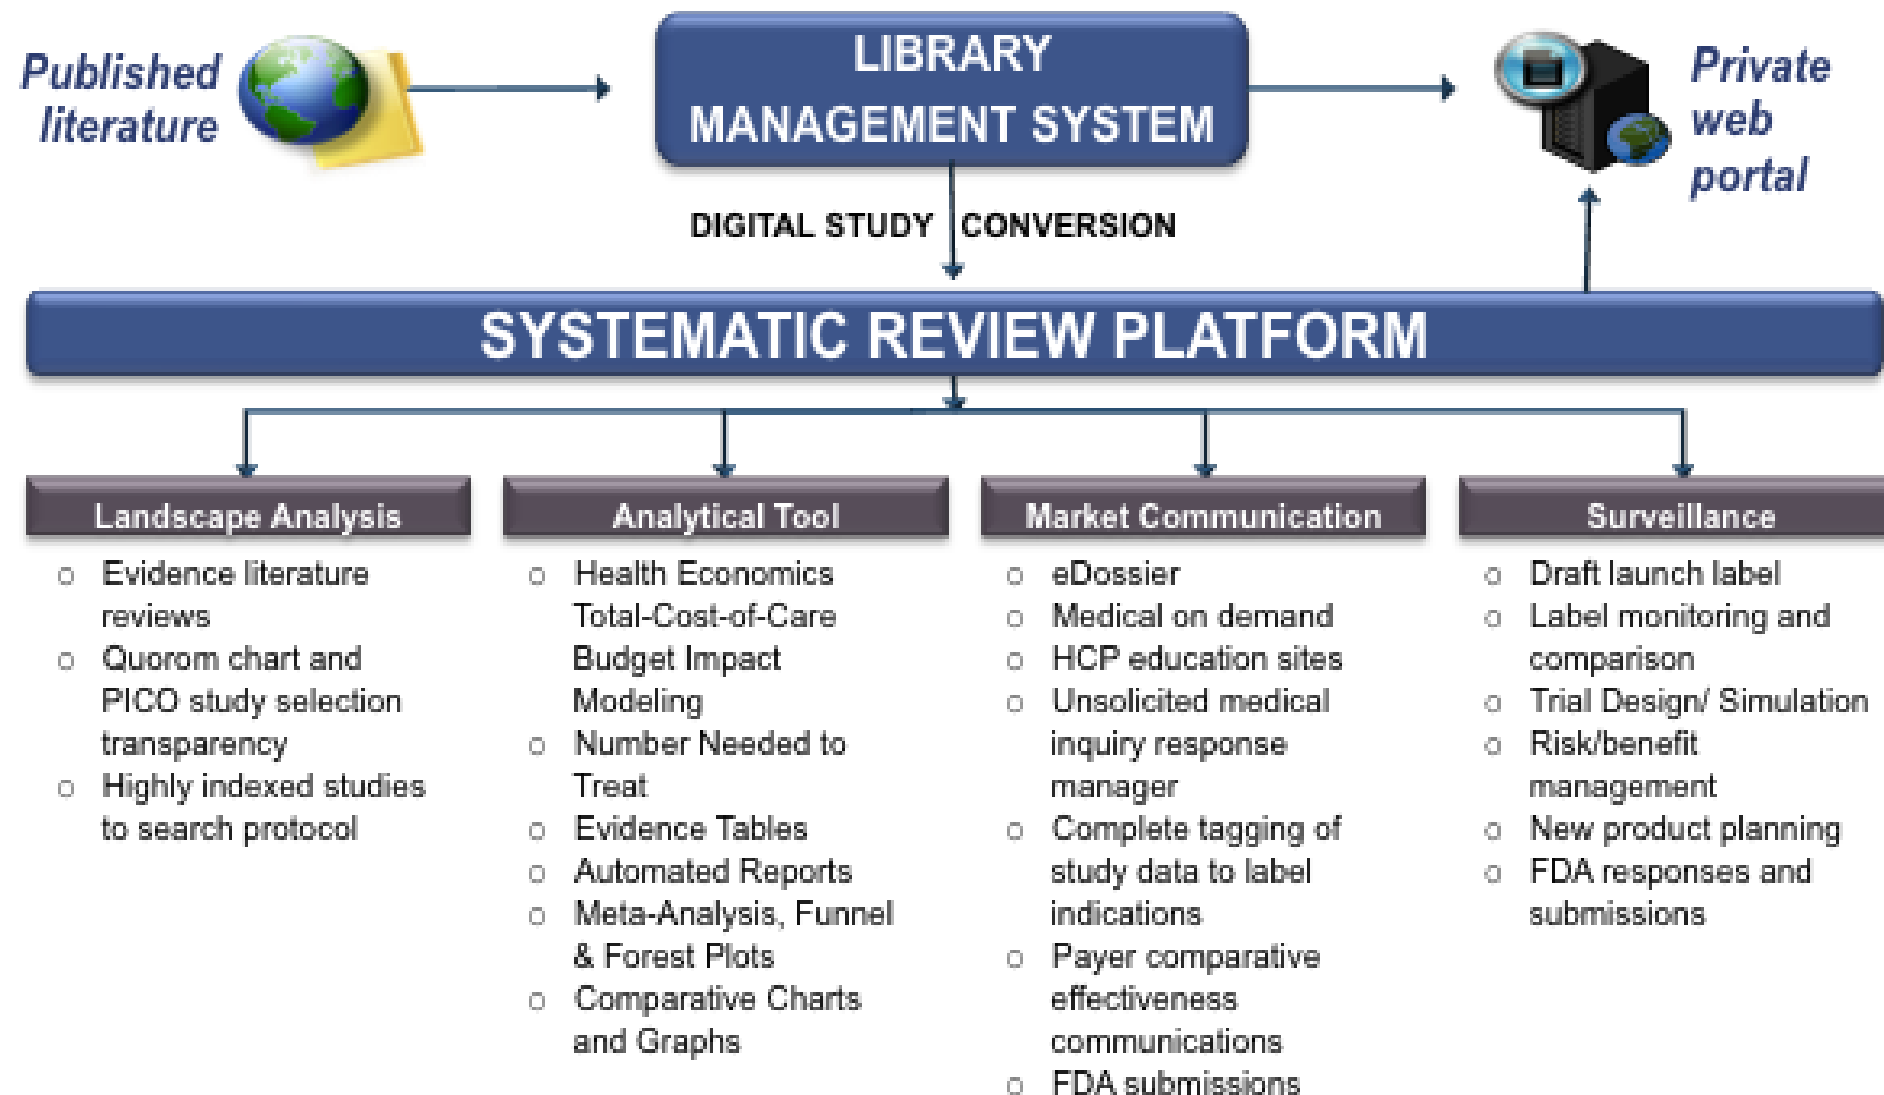 Published
literature
LIBRARY
MANAGEMENT SYSTEM
Private
web
portal
DIGITAL STUDY CONVERSION
SYSTEMATIC REVIEW PLATFORM
Landscape Analysis
o Evidence literature
reviews
o Quorom chart and
PICO study selection
transparency
o Highly indexed studies
to search protocol
Analytical Tool
o Health Economics
Total-Cost-of-Care
Budget Impact
Modeling
o Number Needed to
Treat
o Evidence Tables
o Automated Reports
o Meta-Analysis, Funnel
& Forest Plots
o Comparative Charts
and Graphs
Market Communication
o eDossier
o Medical on demand
o HCP education sites
o Unsolicited medical
inquiry response
manager
o Complete tagging of
study data to label
indications
o Payer comparative
effectiveness
communications
o FDA submissions
Surveillance
o Draft launch label
o Label monitoring and
comparison
o Trial Design/ Simulation
o Risk/benefit
management
o New product planning
o FDA responses and
submissions